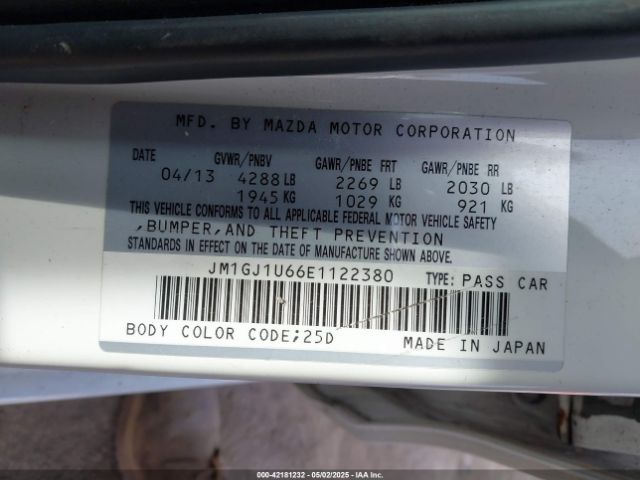 MFD. BY MAZDA MOTOR CORPORATION
DATE GVWR/PNBV GAWR/PNBE FRT GAWR/PNBE RR
04/13 4288 LB 2269 LB 2030 LB
1945 KG 1029 KG 921 KG
THIS VEHICLE CONFORMS TO ALL APPLICABLE FEDERAL MOTOR VEHICLE SAFETY
,BUMPER,AND THEFT PREVENTION
STANDARDS IN EFFECT ON THE DATE OF MANUFACTURE SHOWN ABOVE.
JM1GJ1U66E1122380 TYPE: PASS CAR
BODY COLOR CODE;25D MADE IN JAPAN
000-42181232 - 05/02/2025 - IAA Inc.